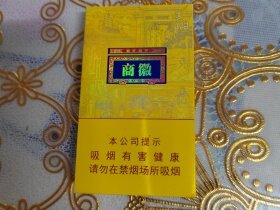 商徽
本公司提示
吸烟有害健康
请勿在禁烟场所吸烟